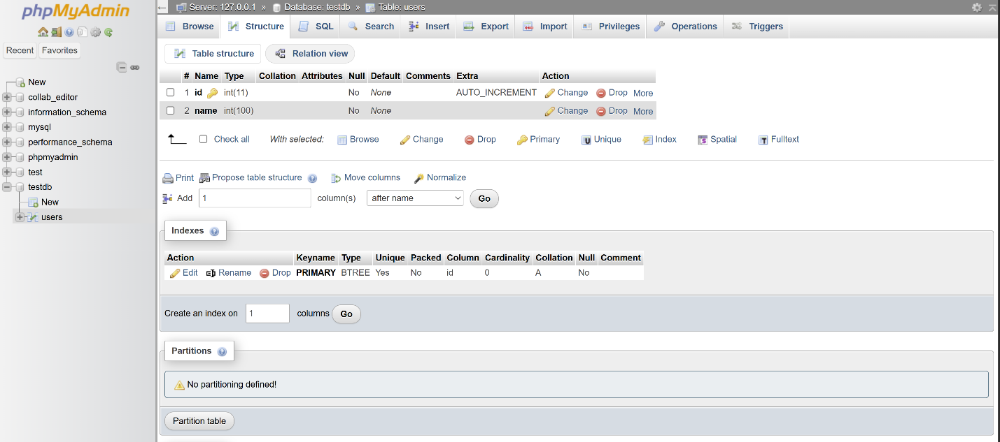 phpMyAdmin
Recent Favorites
New
collab_editor
information_schema
mysql
performance_schema
phpmyadmin
test
testdb
New
users
Server: 127.0.0.1 » Database: testdb » Table: users
Browse Structure SQL Search Insert Export Import Privileges Operations Triggers
Table structure Relation view
# Name Type Collation Attributes Null Default Comments Extra Action
1 id int(11) No None AUTO_INCREMENT Change Drop More
2 name int(100) No None Change Drop More
Check all With selected: Browse Change Drop Primary Unique Index Spatial Fulltext
Print Propose table structure Move columns Normalize
Add 1 column(s) after name Go
Indexes
Action Keyname Type Unique Packed Column Cardinality Collation Null Comment
Edit Rename Drop PRIMARY BTREE Yes No id 0 A No
Create an index on 1 columns Go
Partitions
No partitioning defined!
Partition table